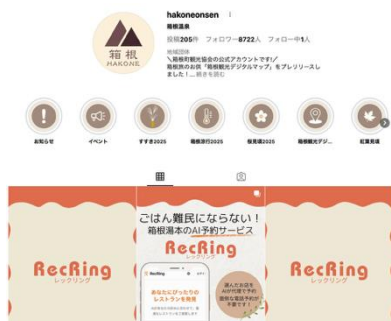 hakoneonsen
箱根温泉
投稿205件 フォロワー8722人 フォロー中1人
地域団体
＼箱根町観光協会の公式アカウントです!／
箱根旅のお供「箱根観光デジタルマップ」をプレリリースし
ました！... 続きを読む
箱根
HAKONE
お知らせ
イベント
すすき2025
箱根旅行2025
桜見頃2025
箱根観光デジ...
紅葉見頃
RecRing
レックリング
ごはん難民にならない！
箱根湯本のAI予約サービス
RecRing
レックリング
RecRing
あなたにぴったりの
レストランを発見
選んだお店を
AIが代理で予約
面倒な電話予約が
不要です！
RecRing
レックリング